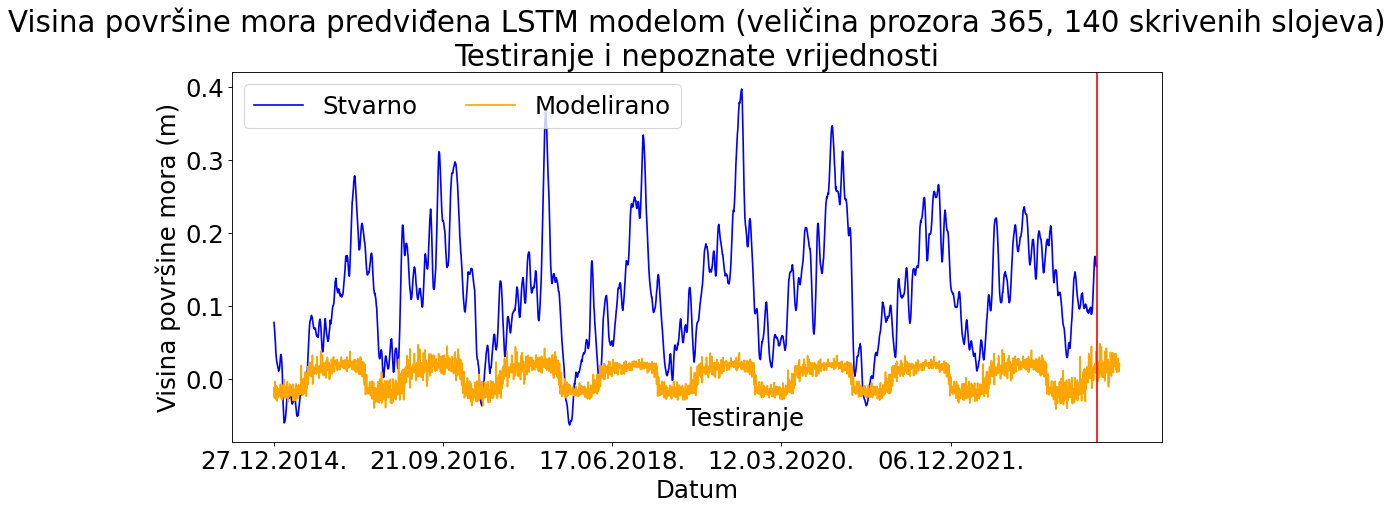 Visina površine mora predviđena LSTM modelom (veličina prozora 365, 140 skrivenih slojeva)
Testiranje i nepoznate vrijednosti
Stvarno Modelirano
Visina površine mora (m)
0.4
0.3
0.2
0.1
0.0
Testiranje
27.12.2014. 21.09.2016. 17.06.2018. 12.03.2020. 06.12.2021.
Datum